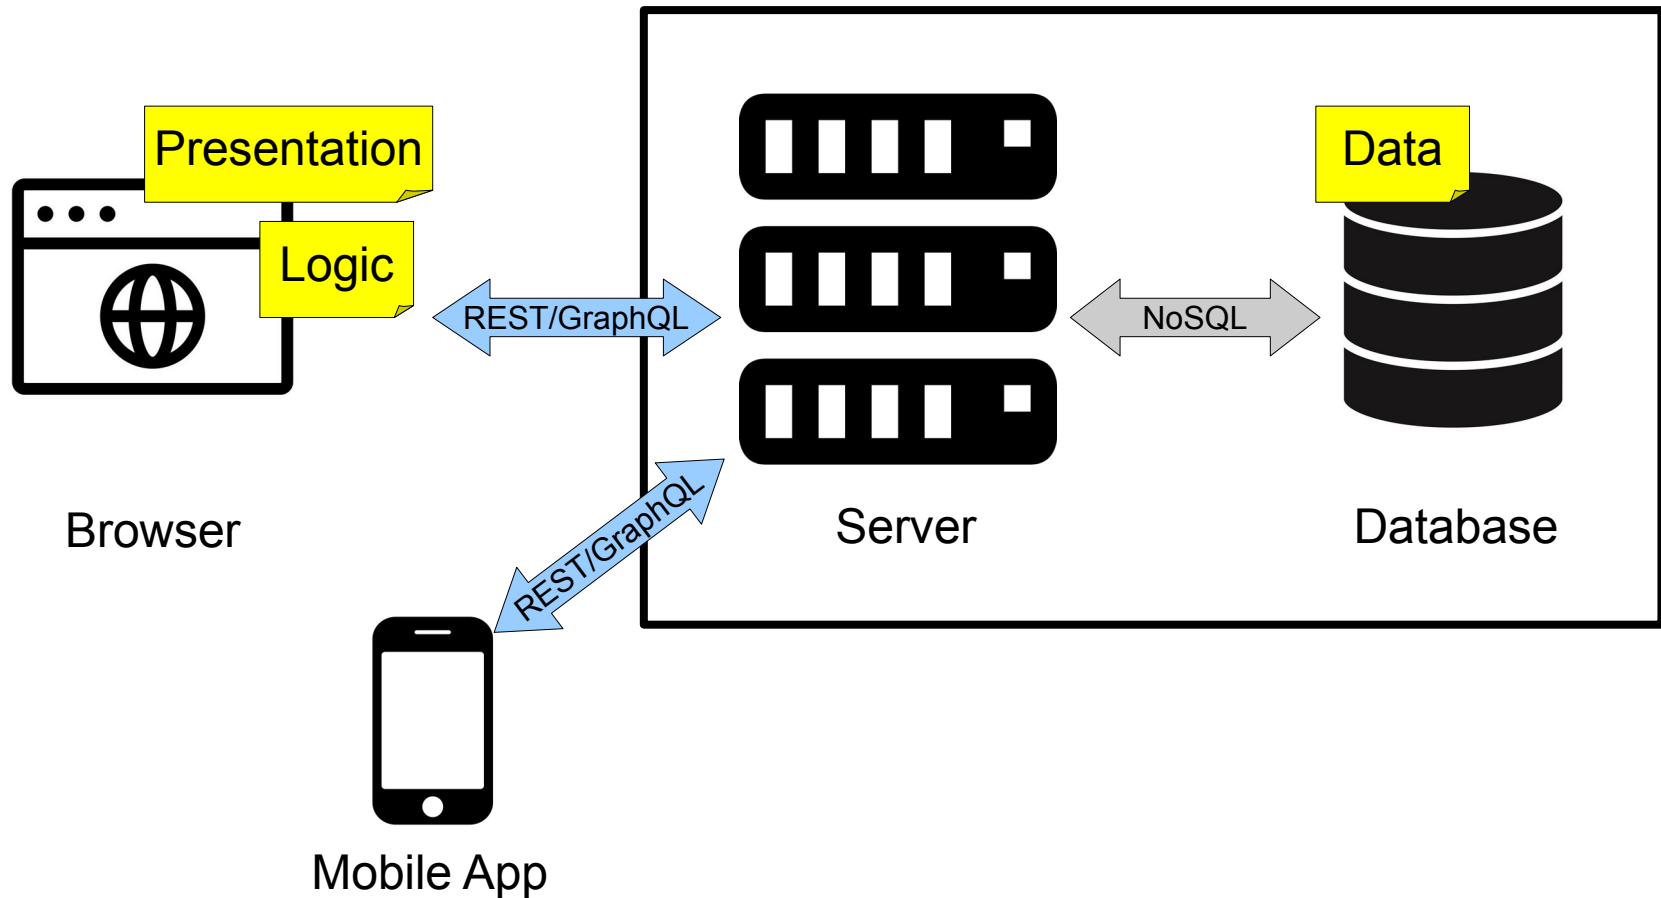 Presentation
Logic
Data
REST/GraphQL
NoSQL
REST/GraphQL
Browser
Server
Database
Mobile App